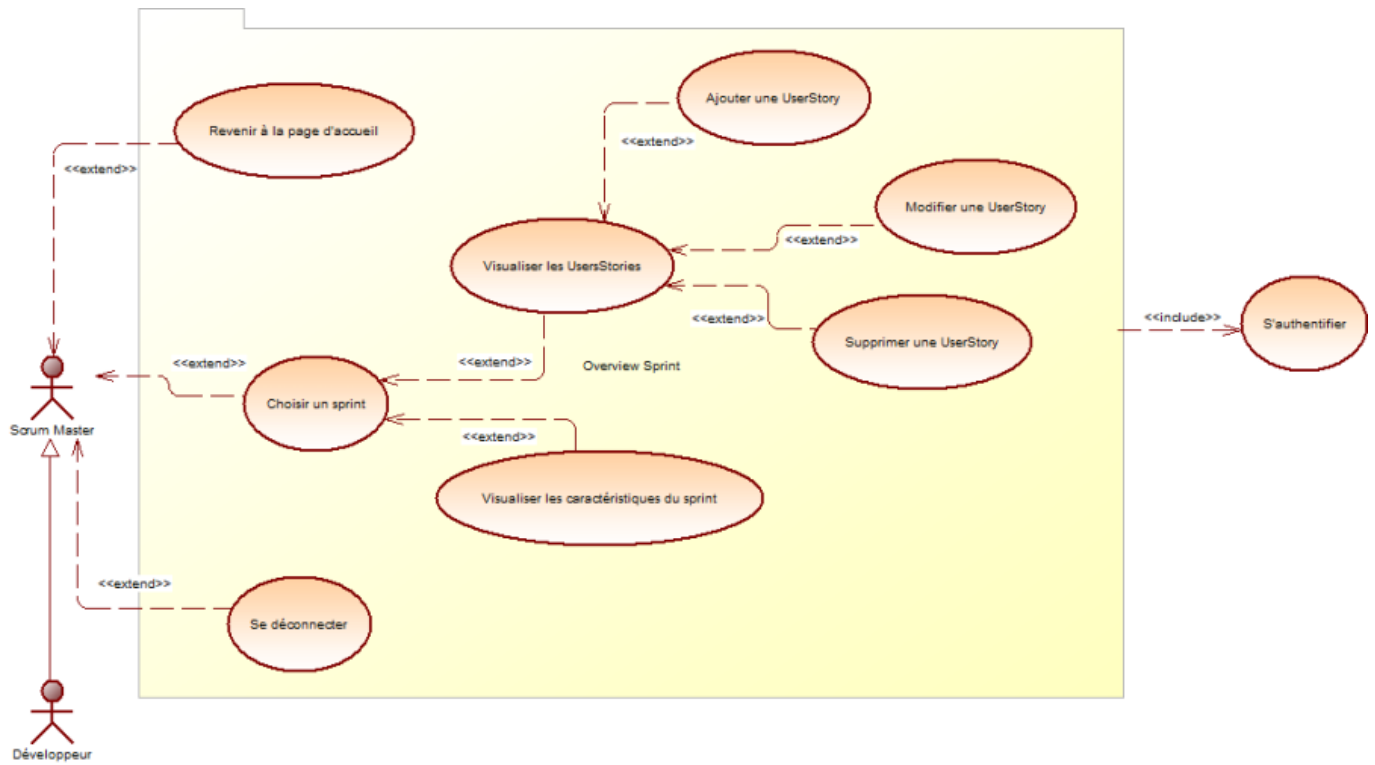 Ajouter une UserStory
Revenir à la page d'accueil
<<extend>>
<<extend>>
Modifier une UserStory
<<extend>>
Visualiser les UsersStories
<<extend>>
Supprimer une UserStory
<<include>>
S'authentifier
<<extend>>
<<extend>>
Overview Sprint
Choisir un sprint
Scrum Master
<<extend>>
Visualiser les caractéristiques du sprint
<<extend>>
Se déconnecter
Développeur